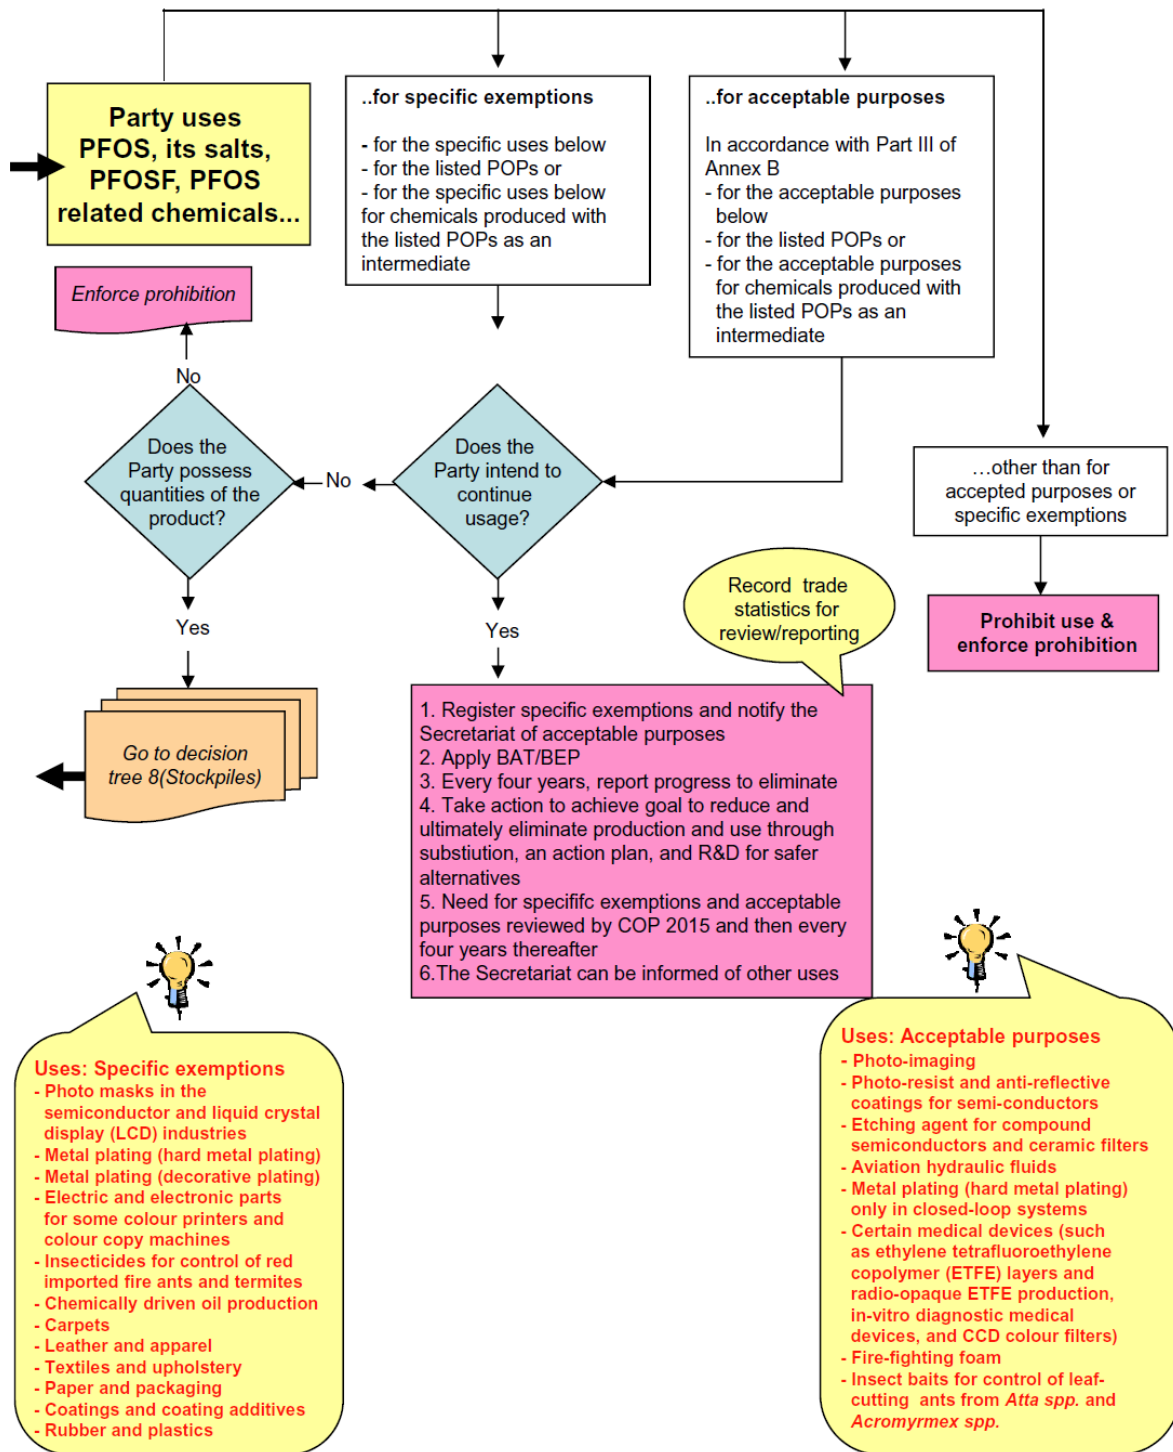 Party uses
PFOS, its salts,
PFOSF, PFOS
related chemicals...
..for specific exemptions
- for the specific uses below
- for the listed POPs or
- for the specific uses below
for chemicals produced with
the listed POPs as an
intermediate
..for acceptable purposes
In accordance with Part III of
Annex B
- for the acceptable purposes
below
- for the listed POPs or
- for the acceptable purposes
for chemicals produced with
the listed POPs as an
intermediate
Enforce prohibition
No
Does the
Party possess
quantities of the
product?
No
Does the
Party intend to
continue
usage?
…other than for
accepted purposes or
specific exemptions
Record trade
statistics for
review/reporting
Prohibit use &
enforce prohibition
Yes
Yes
Go to decision
tree 8(Stockpiles)
1. Register specific exemptions and notify the
Secretariat of acceptable purposes
2. Apply BAT/BEP
3. Every four years, report progress to eliminate
4. Take action to achieve goal to reduce and
ultimately eliminate production and use through
substiution, an action plan, and R&D for safer
alternatives
5. Need for specififc exemptions and acceptable
purposes reviewed by COP 2015 and then every
four years thereafter
6.The Secretariat can be informed of other uses
Uses: Specific exemptions
- Photo masks in the
semiconductor and liquid crystal
display (LCD) industries
- Metal plating (hard metal plating)
- Metal plating (decorative plating)
- Electric and electronic parts
for some colour printers and
colour copy machines
- Insecticides for control of red
imported fire ants and termites
- Chemically driven oil production
- Carpets
- Leather and apparel
- Textiles and upholstery
- Paper and packaging
- Coatings and coating additives
- Rubber and plastics
Uses: Acceptable purposes
- Photo-imaging
- Photo-resist and anti-reflective
coatings for semi-conductors
- Etching agent for compound
semiconductors and ceramic filters
- Aviation hydraulic fluids
- Metal plating (hard metal plating)
only in closed-loop systems
- Certain medical devices (such
as ethylene tetrafluoroethylene
copolymer (ETFE) layers and
radio-opaque ETFE production,
in-vitro diagnostic medical
devices, and CCD colour filters)
- Fire-fighting foam
- Insect baits for control of leaf-
cutting ants from Atta spp. and
Acromyrmex spp.